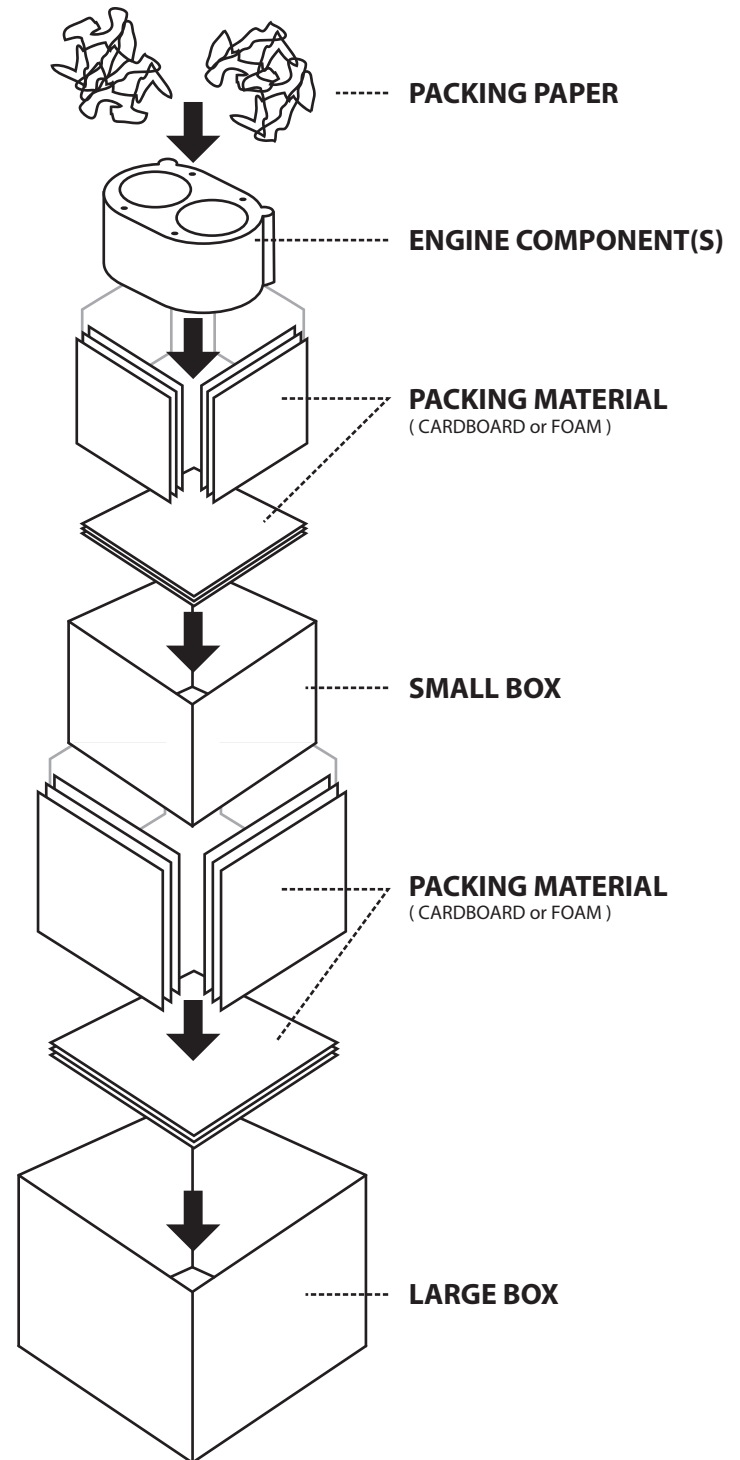 PACKING PAPER
ENGINE COMPONENT(S)
PACKING MATERIAL
( CARDBOARD or FOAM )
SMALL BOX
PACKING MATERIAL
( CARDBOARD or FOAM )
LARGE BOX